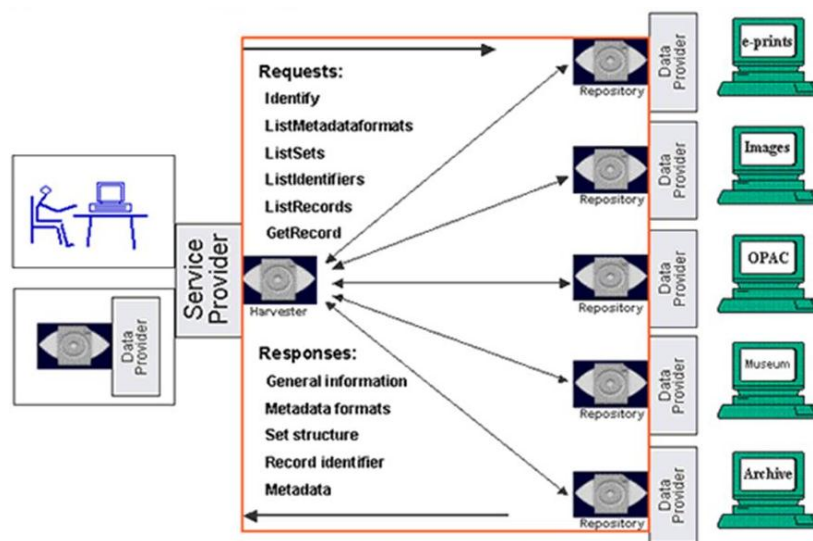 Requests:
Identify
ListMetadataformats
ListSets
ListIdentifiers
ListRecords
GetRecord
Service
Provider
Harvester
Data
Provider
Responses:
General information
Metadata formats
Set structure
Record identifier
Metadata
Repository
Data
Provider
e-prints
Repository
Data
Provider
Images
Repository
Data
Provider
OPAC
Repository
Data
Provider
Museum
Repository
Data
Provider
Archive